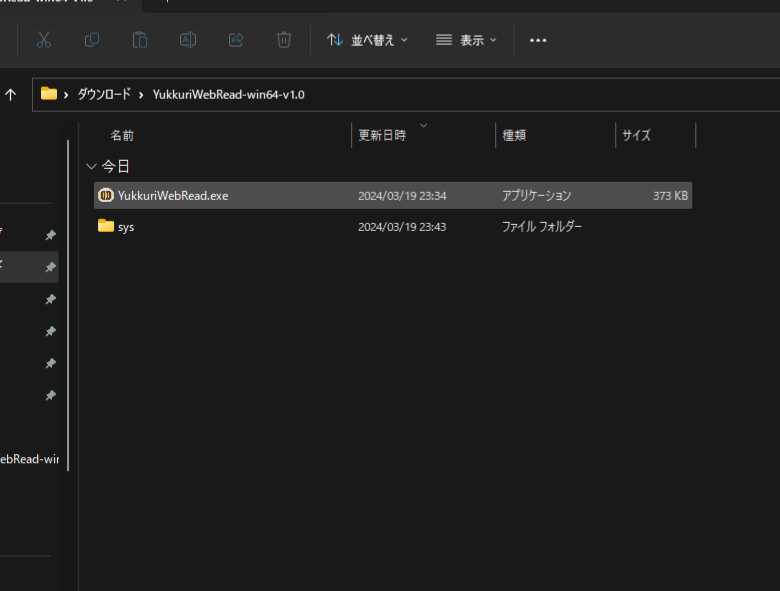 並べ替え 表示
ダウンロード YukkuriWebRead-win64-v1.0
名前 更新日時 種類 サイズ
今日
YukkuriWebRead.exe 2024/03/19 23:34 アプリケーション 373 KB
sys 2024/03/19 23:43 ファイル フォルダー
ebRead-wir